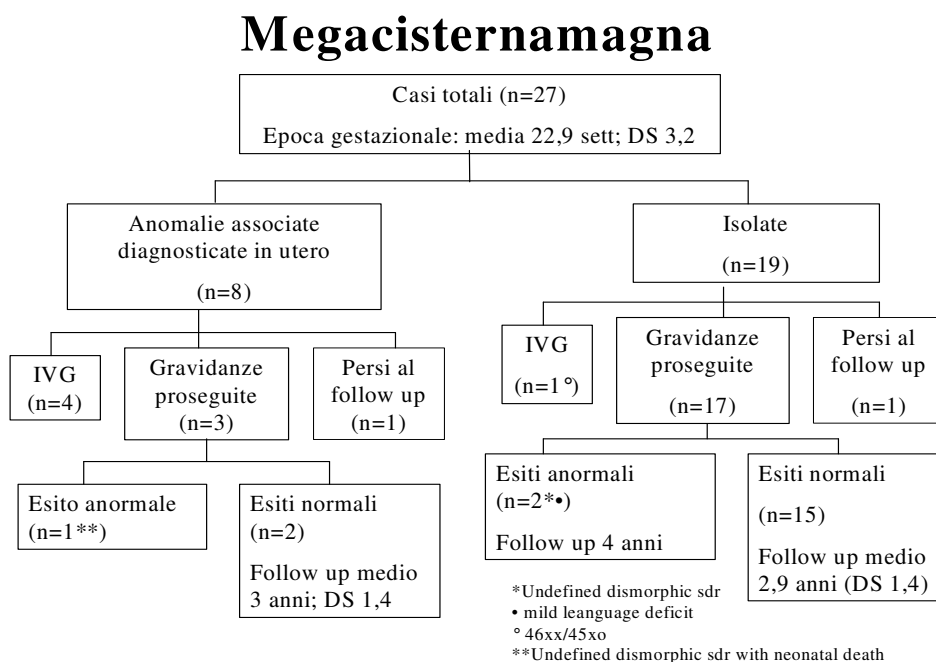 Megacisternamagna
Casi totali (n=27)
Epoca gestazionale: media 22,9 sett; DS 3,2
Anomalie associate
diagnosticate in utero
(n=8)
Isolate
(n=19)
IVG
(n=4)
Gravidanze
proseguite
(n=3)
Persi al
follow up
(n=1)
IVG
(n=1°)
Gravidanze
proseguite
(n=17)
Persi al
follow up
(n=1)
Esito anormale
(n=1**)
Esiti normali
(n=2)
Follow up medio
3 anni; DS 1,4
Esiti anormali
(n=2*•)
Follow up 4 anni
Esiti normali
(n=15)
Follow up medio
2,9 anni (DS 1,4)
*Undefined dismorphic sdr
• mild leanguage deficit
° 46xx/45xo
**Undefined dismorphic sdr with neonatal death